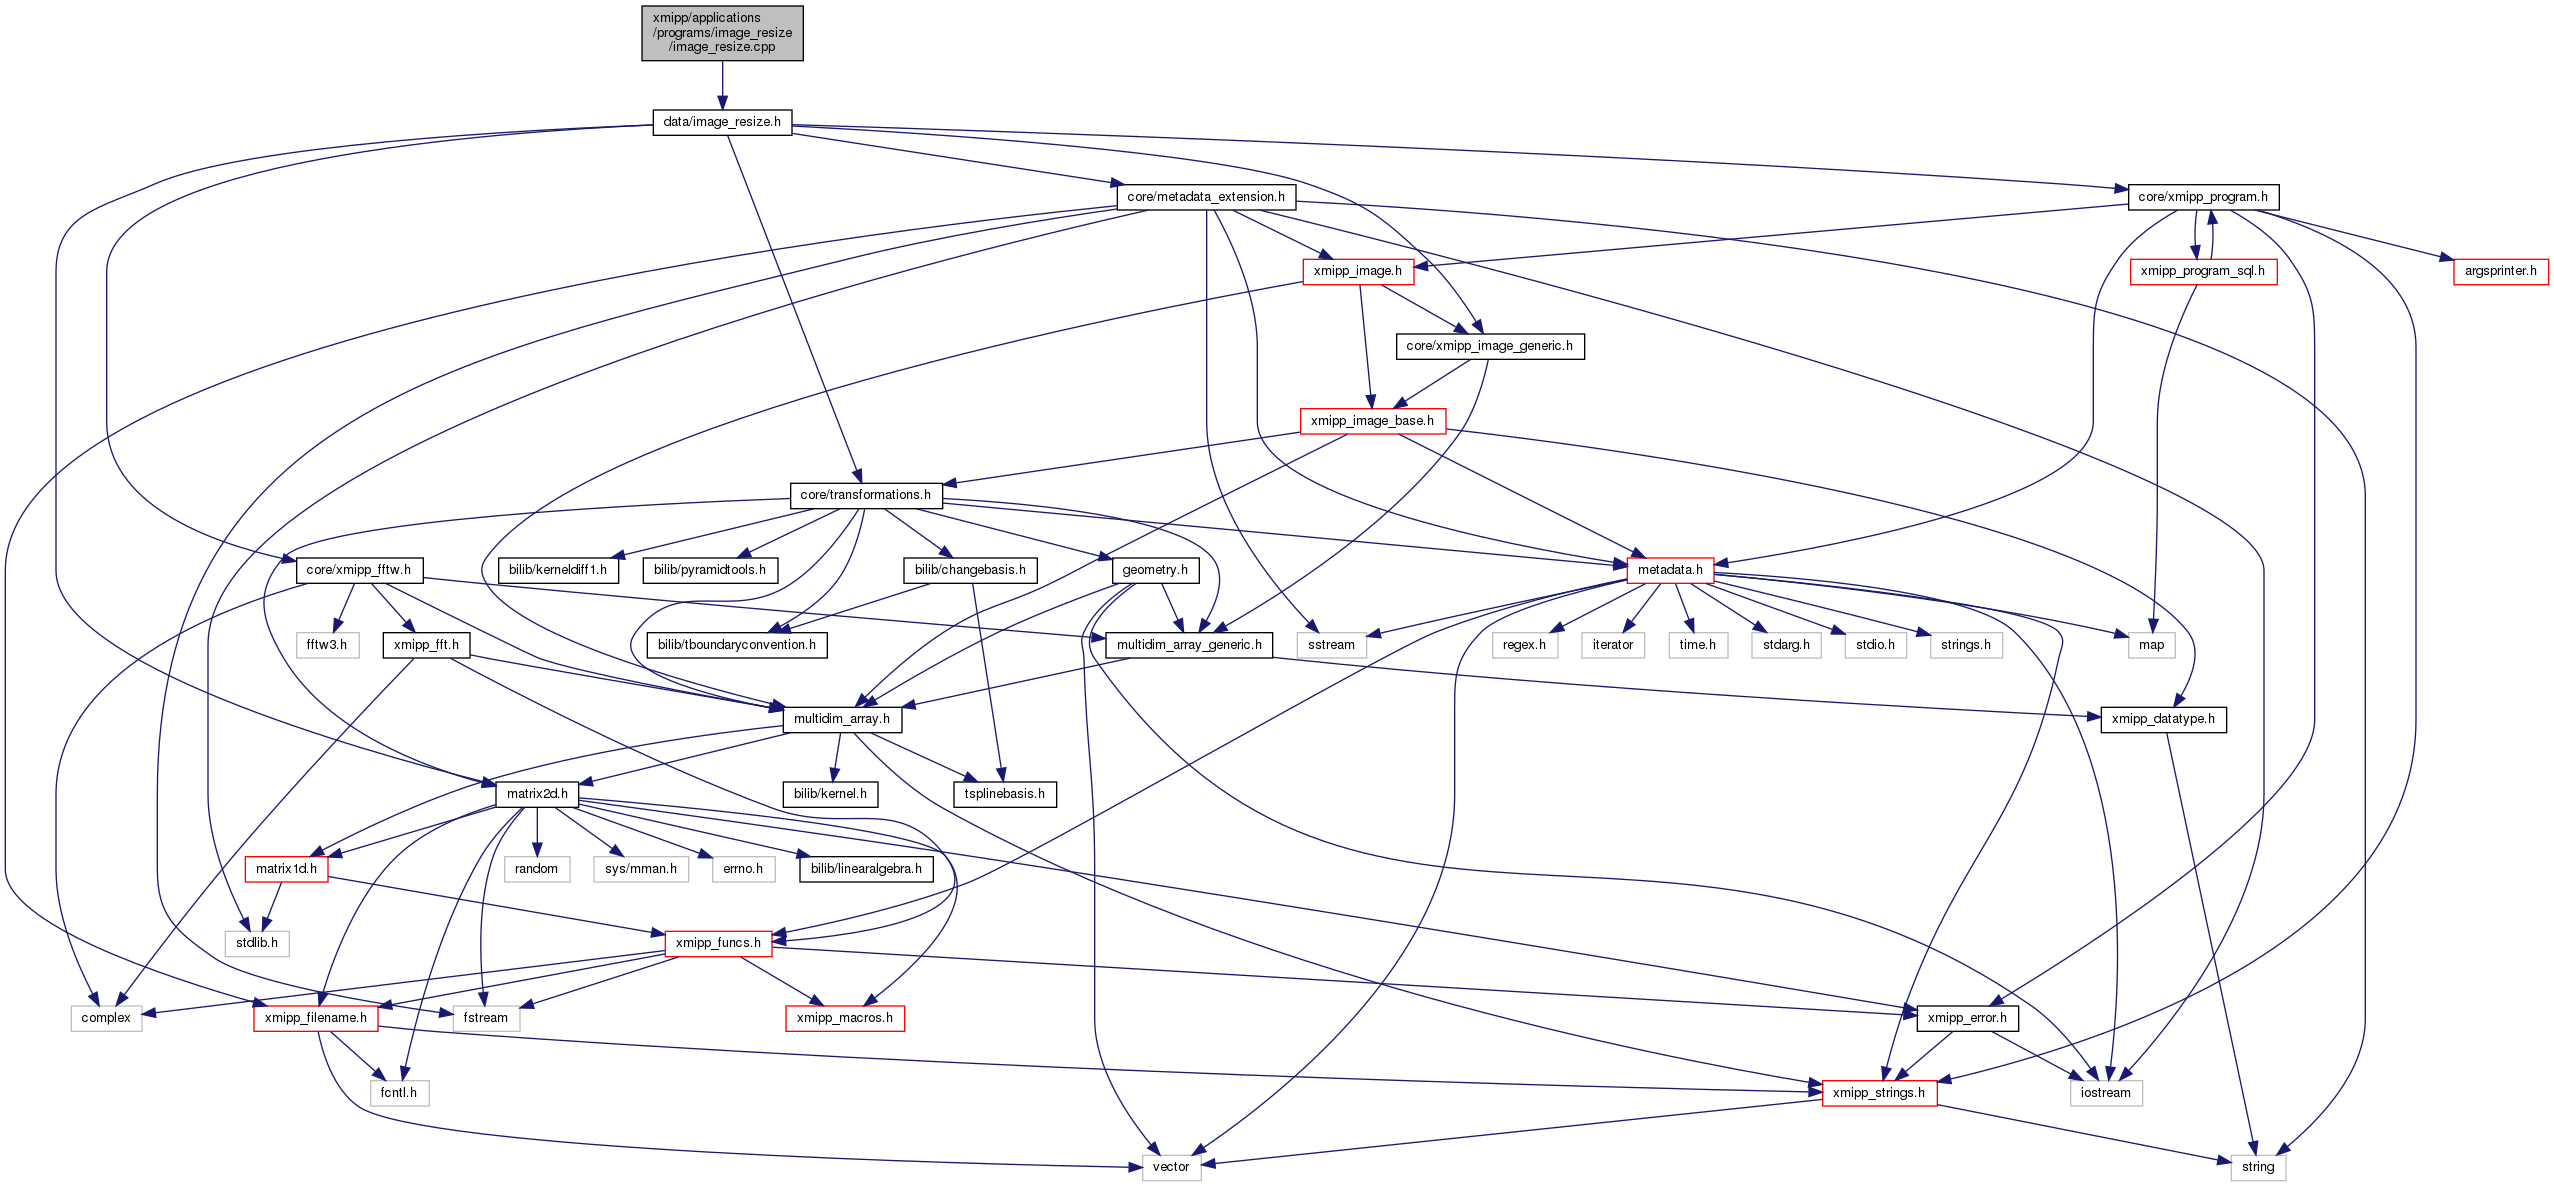 xmipp/applications
/programs/image_resize
/image_resize.cpp
data/image_resize.h
core/metadata_extension.h
core/xmipp_program.h
xmipp_image.h
xmipp_program_sql.h
argsprinter.h
core/xmipp_image_generic.h
xmipp_image_base.h
core/transformations.h
core/xmipp_fftw.h
bilib/kerneldiff1.h
bilib/pyramidtools.h
bilib/changebasis.h
geometry.h
metadata.h
fftw3.h
xmipp_fft.h
bilib/tboundaryconvention.h
multidim_array_generic.h
sstream
regex.h
iterator
time.h
stdarg.h
stdio.h
strings.h
map
multidim_array.h
xmipp_datatype.h
matrix2d.h
bilib/kernel.h
tsplinebasis.h
matrix1d.h
random
sys/mman.h
errno.h
bilib/linearalgebra.h
stdlib.h
xmipp_funcs.h
complex
xmipp_filename.h
fstream
xmipp_macros.h
xmipp_error.h
fcntl.h
xmipp_strings.h
iostream
vector
string